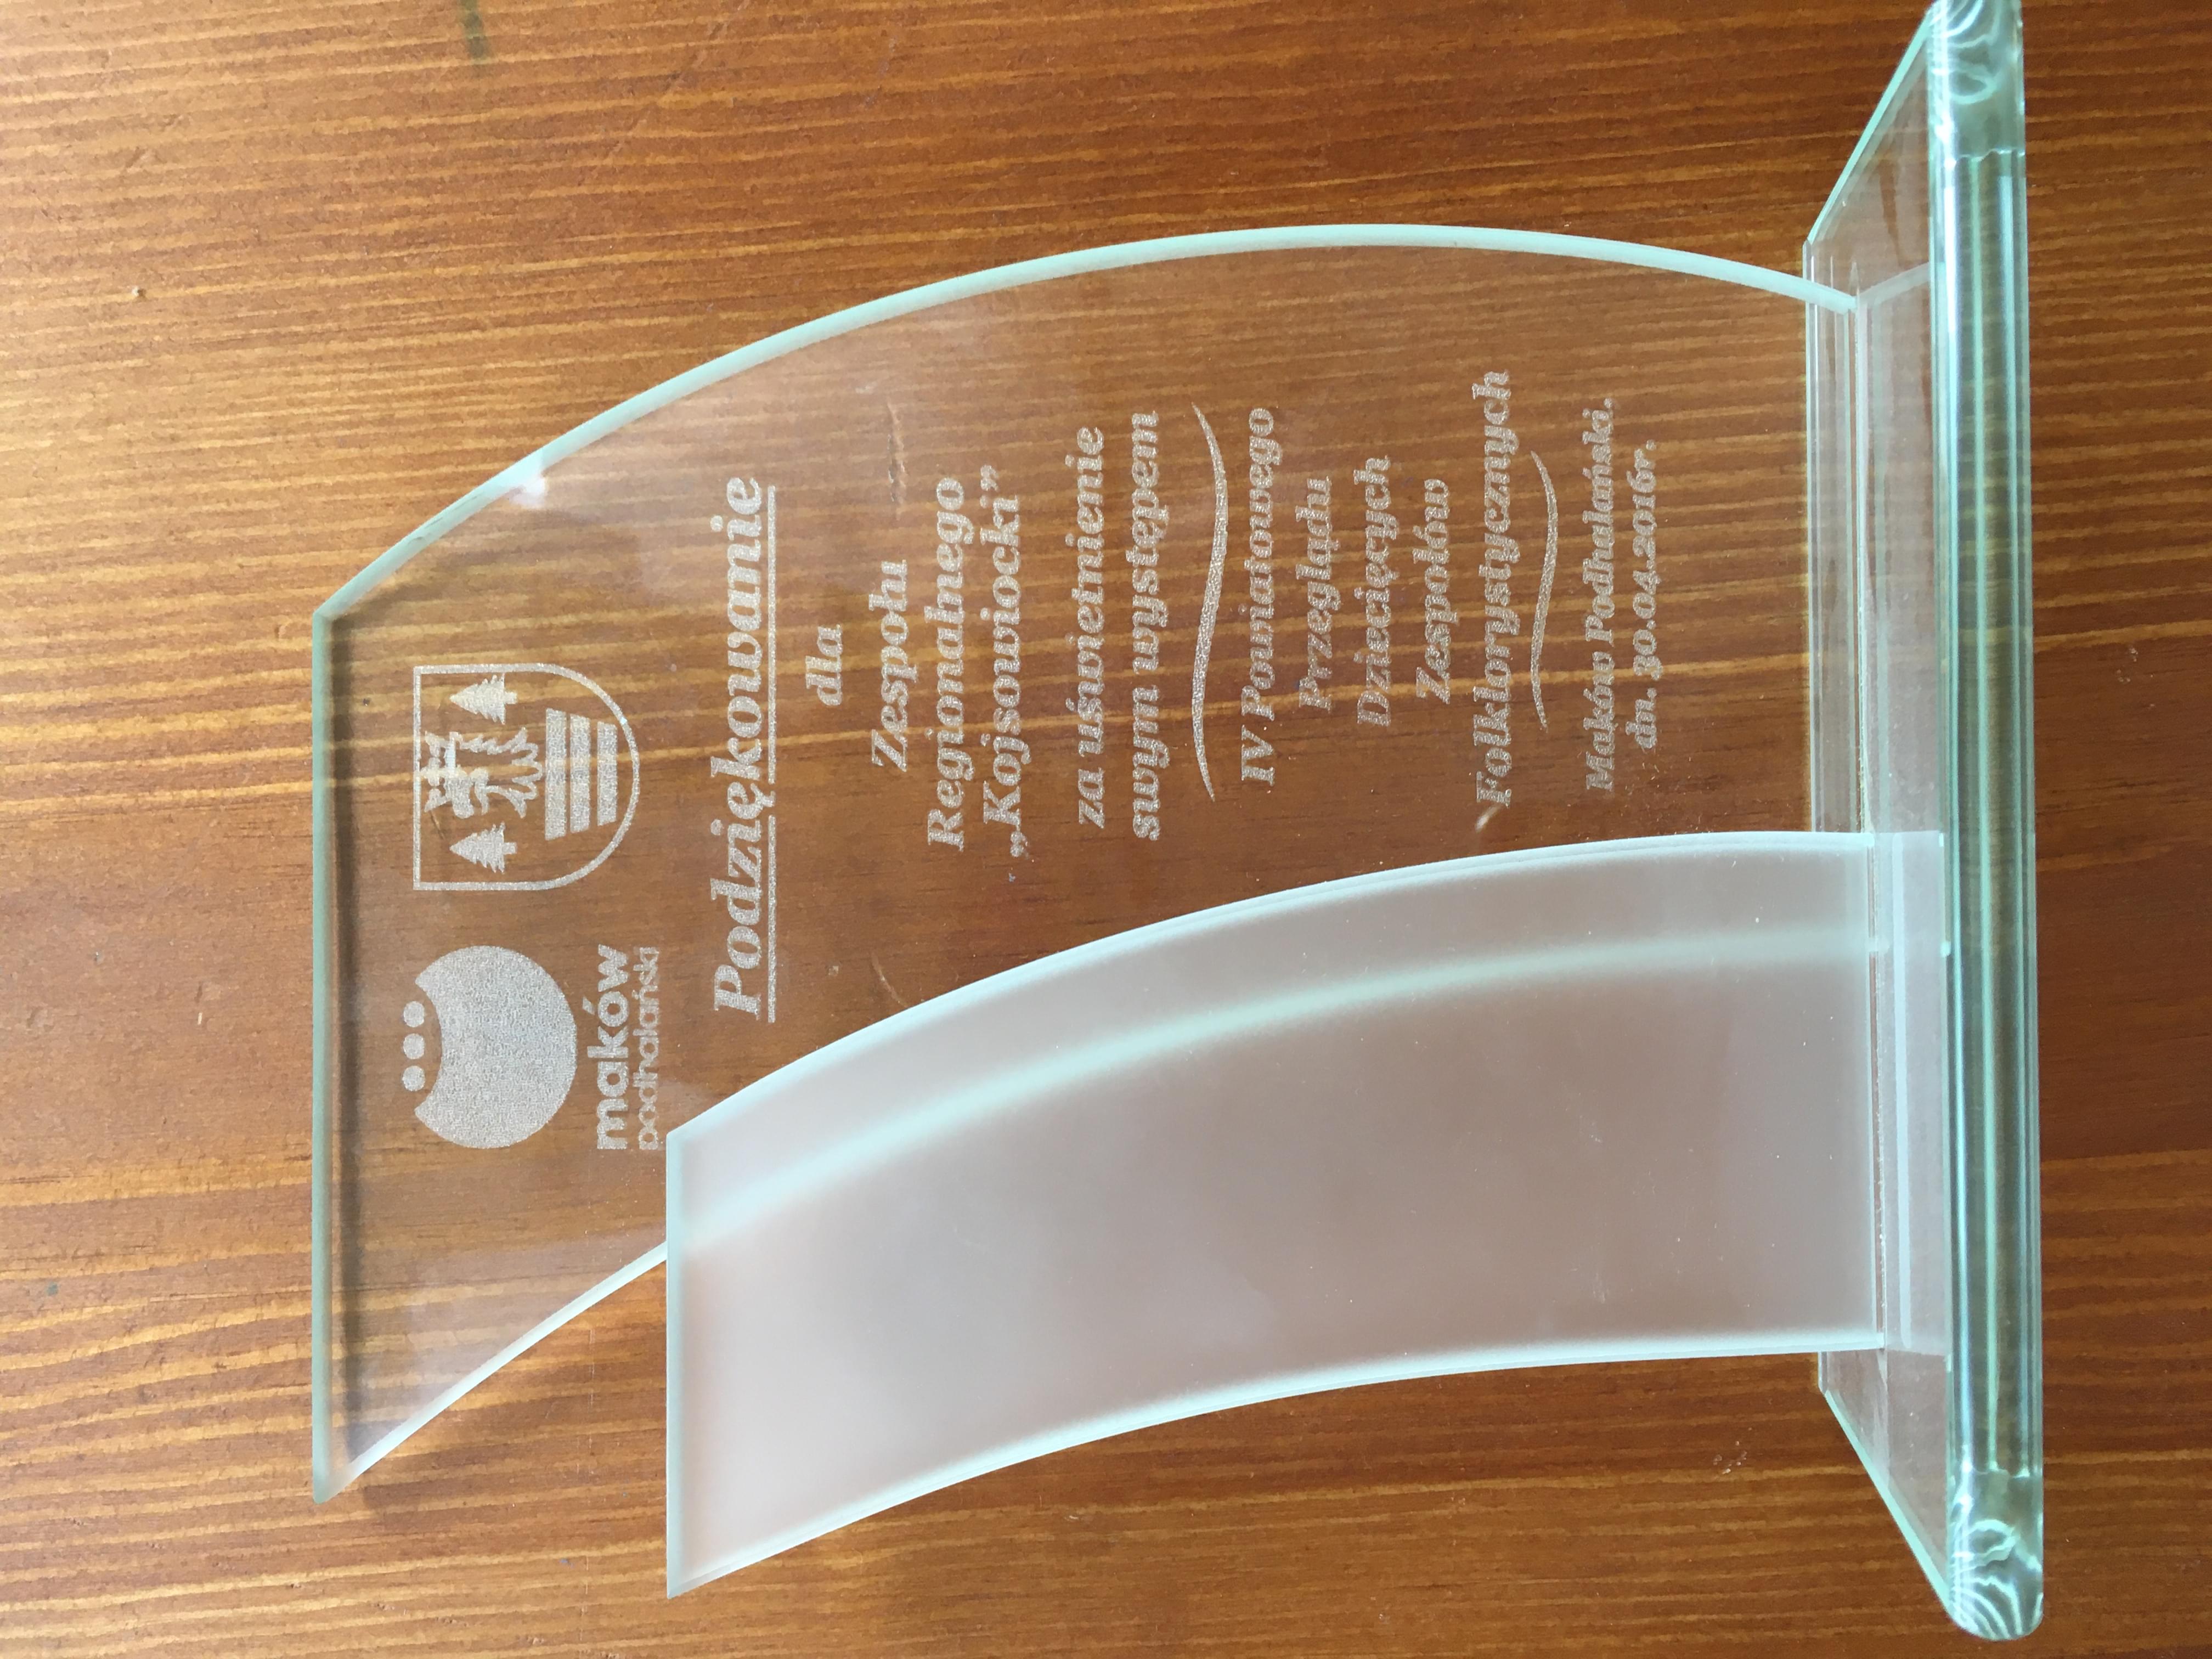 maków
podhalański
Podziękowanie
dla
Zespołu
Regionalnego
„Kojsowiocki”
za uświetnienie
swym występem
IV Powiatowego
Przeglądu
Dziecięcych
Zespołów
Folklorystycznych
Maków Podhalański.
dn. 30.04.2016r.